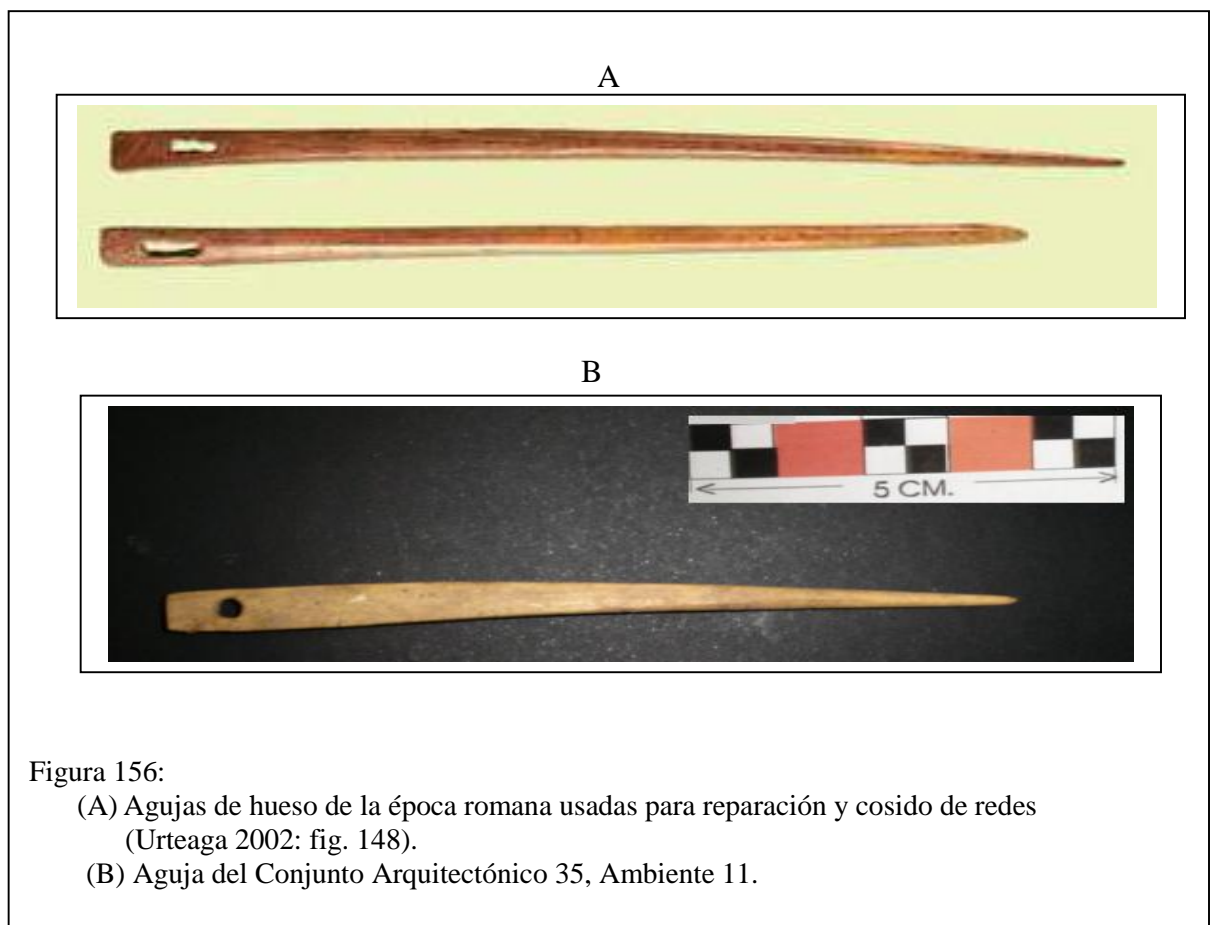 A
B
5 CM.
Figura 156:
(A) Agujas de hueso de la época romana usadas para reparación y cosido de redes
(Urteaga 2002: fig. 148).
(B) Aguja del Conjunto Arquitectónico 35, Ambiente 11.